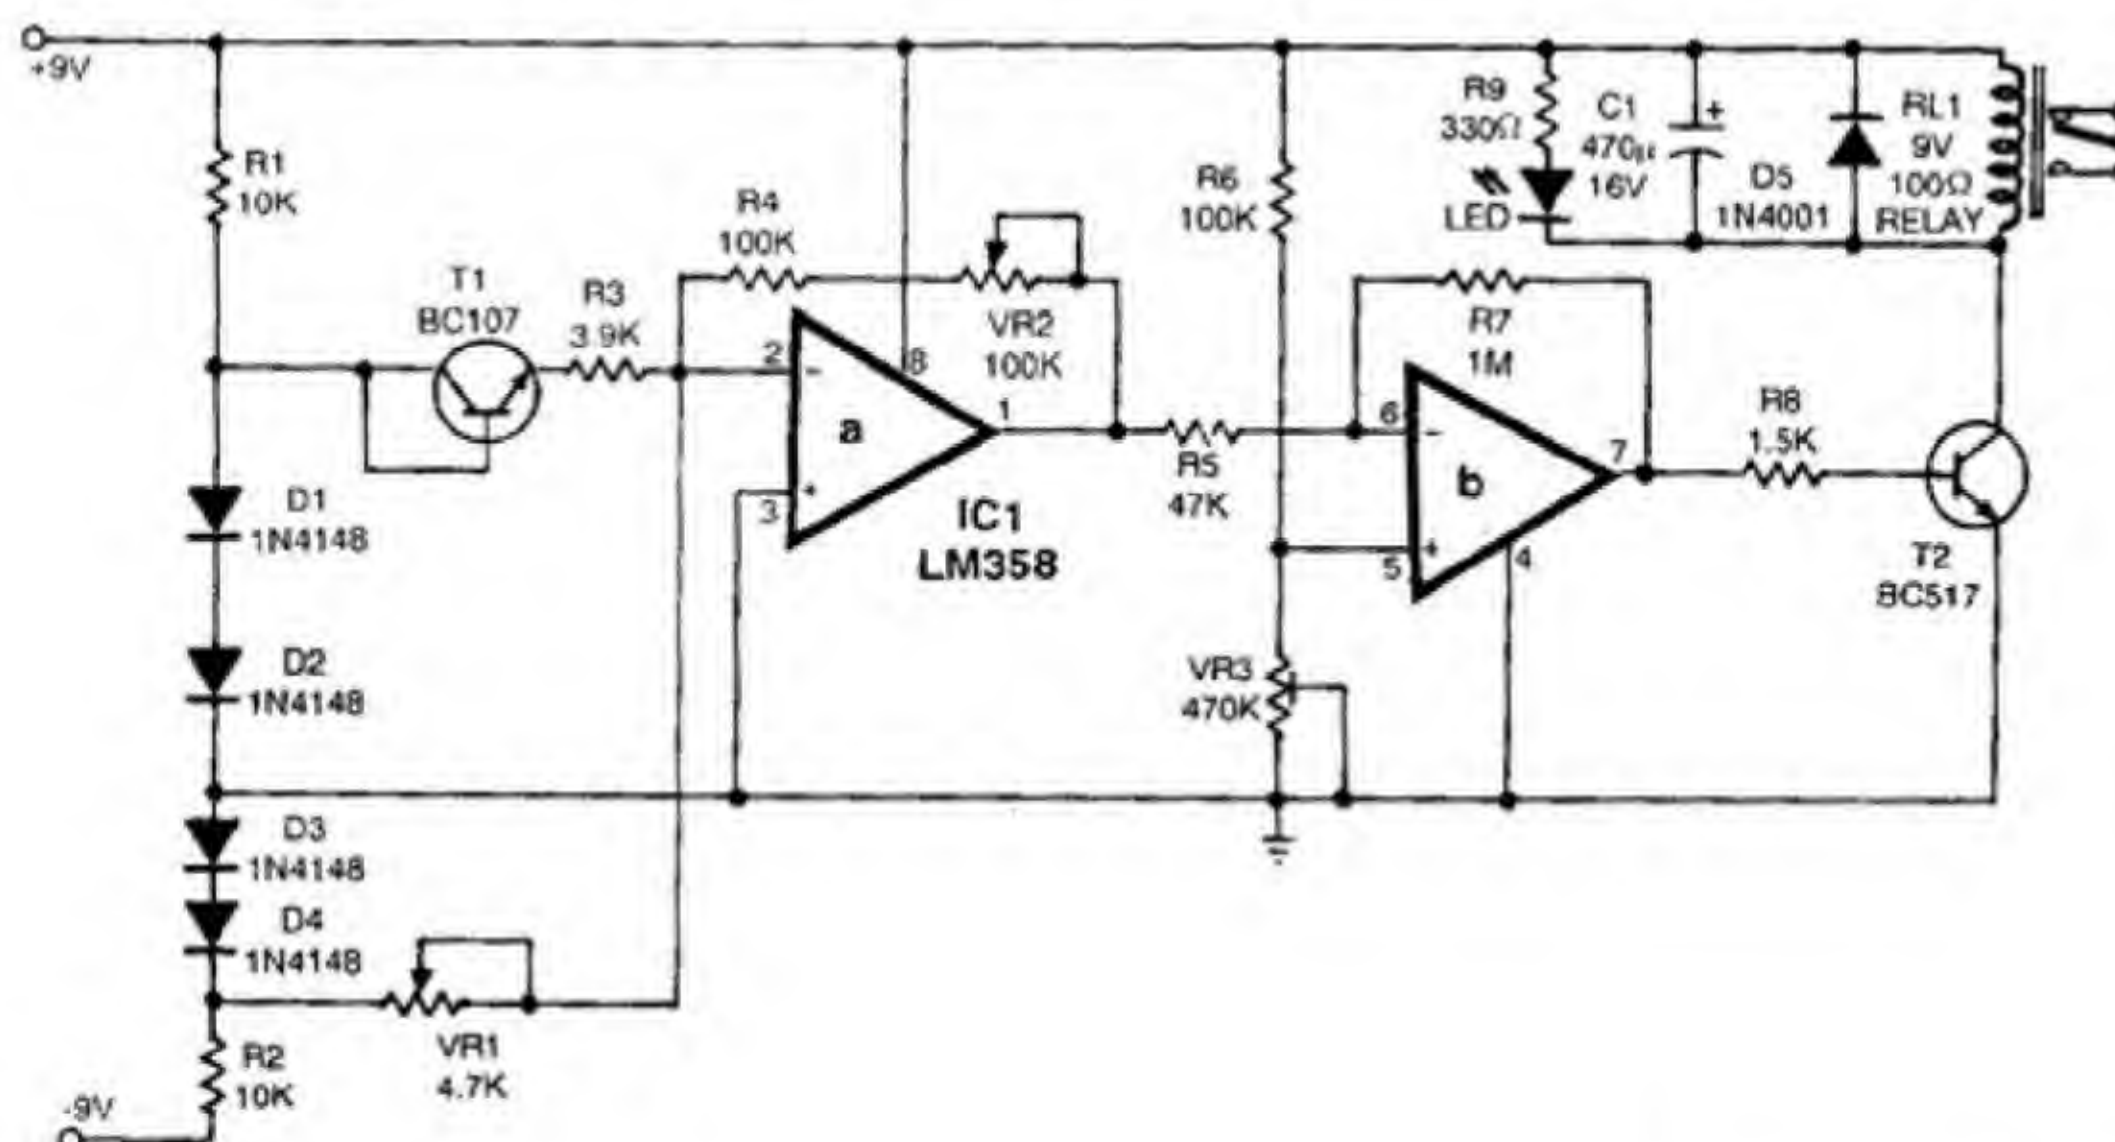 +9V
R1
10K
T1
BC107
R3
3.9K
R4
100K
VR2
100K
2
-
8
a
1
3
+
IC1
LM358
R5
47K
R6
100K
R9
330Ω
LED
C1
470µ
16V
+
D5
1N4001
RL1
9V
100Ω
RELAY
R7
1M
6
-
b
7
5
+
4
R8
1.5K
T2
BC517
VR3
470K
D1
1N4148
D2
1N4148
D3
1N4148
D4
1N4148
VR1
4.7K
R2
10K
-9V